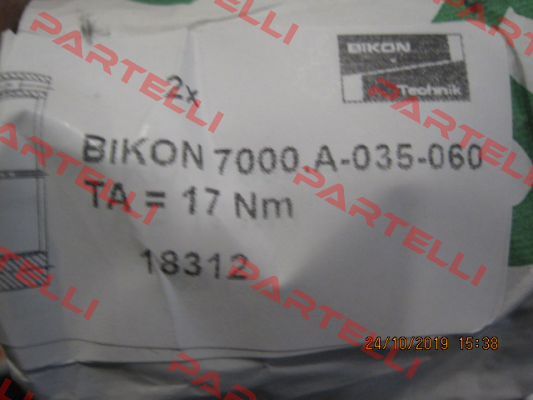 BIKON
Technik
2x
BIKON 7000.A-035-060
TA = 17 Nm
18312
24/10/2019 15:38
PARTELLI
PARTELLI
PARTELLI
PARTELLI
PARTELLI
PARTELLI